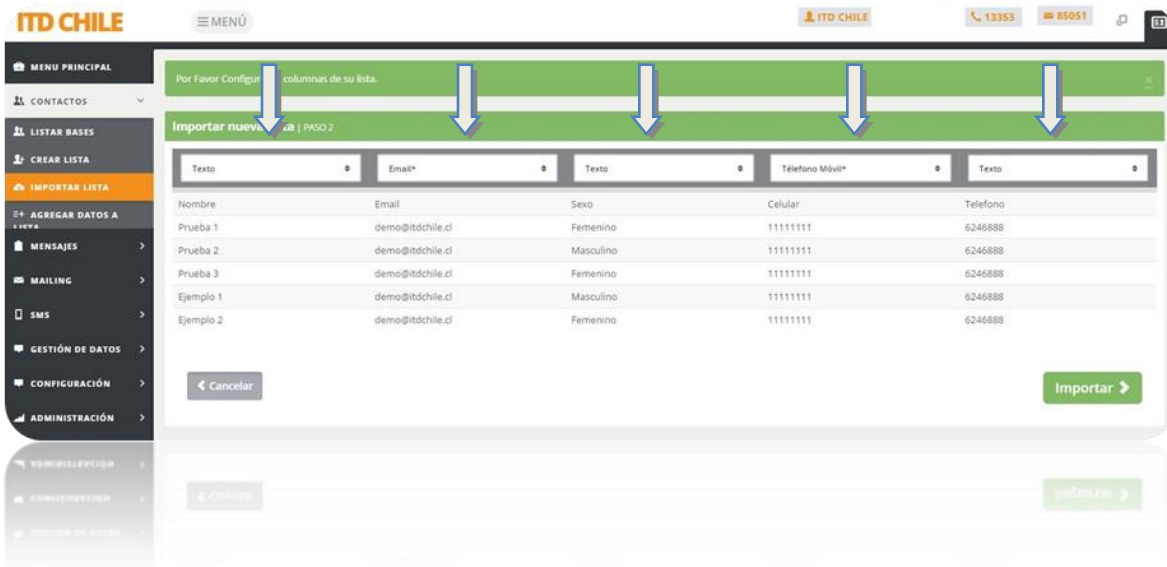 ITD CHILE
MENÚ
ITD CHILE
13353
85051
MENU PRINCIPAL
CONTACTOS
LISTAR BASES
CREAR LISTA
IMPORTAR LISTA
AGREGAR DATOS A
LISTA
MENSAJES
MAILING
SMS
GESTIÓN DE DATOS
CONFIGURACIÓN
ADMINISTRACIÓN
Por Favor Configur columnas de su lista.
x
Importar nueva ta | PASO 2
Texto Email* Texto Télefono Móvil* Texto
Nombre Email Sexo Celular Telefono
Prueba 1 demo@itdchile.cl Femenino 11111111 6246888
Prueba 2 demo@itdchile.cl Masculino 11111111 6246888
Prueba 3 demo@itdchile.cl Femenino 11111111 6246888
Ejemplo 1 demo@itdchile.cl Masculino 11111111 6246888
Ejemplo 2 demo@itdchile.cl Femenino 11111111 6246888
Cancelar
Importar